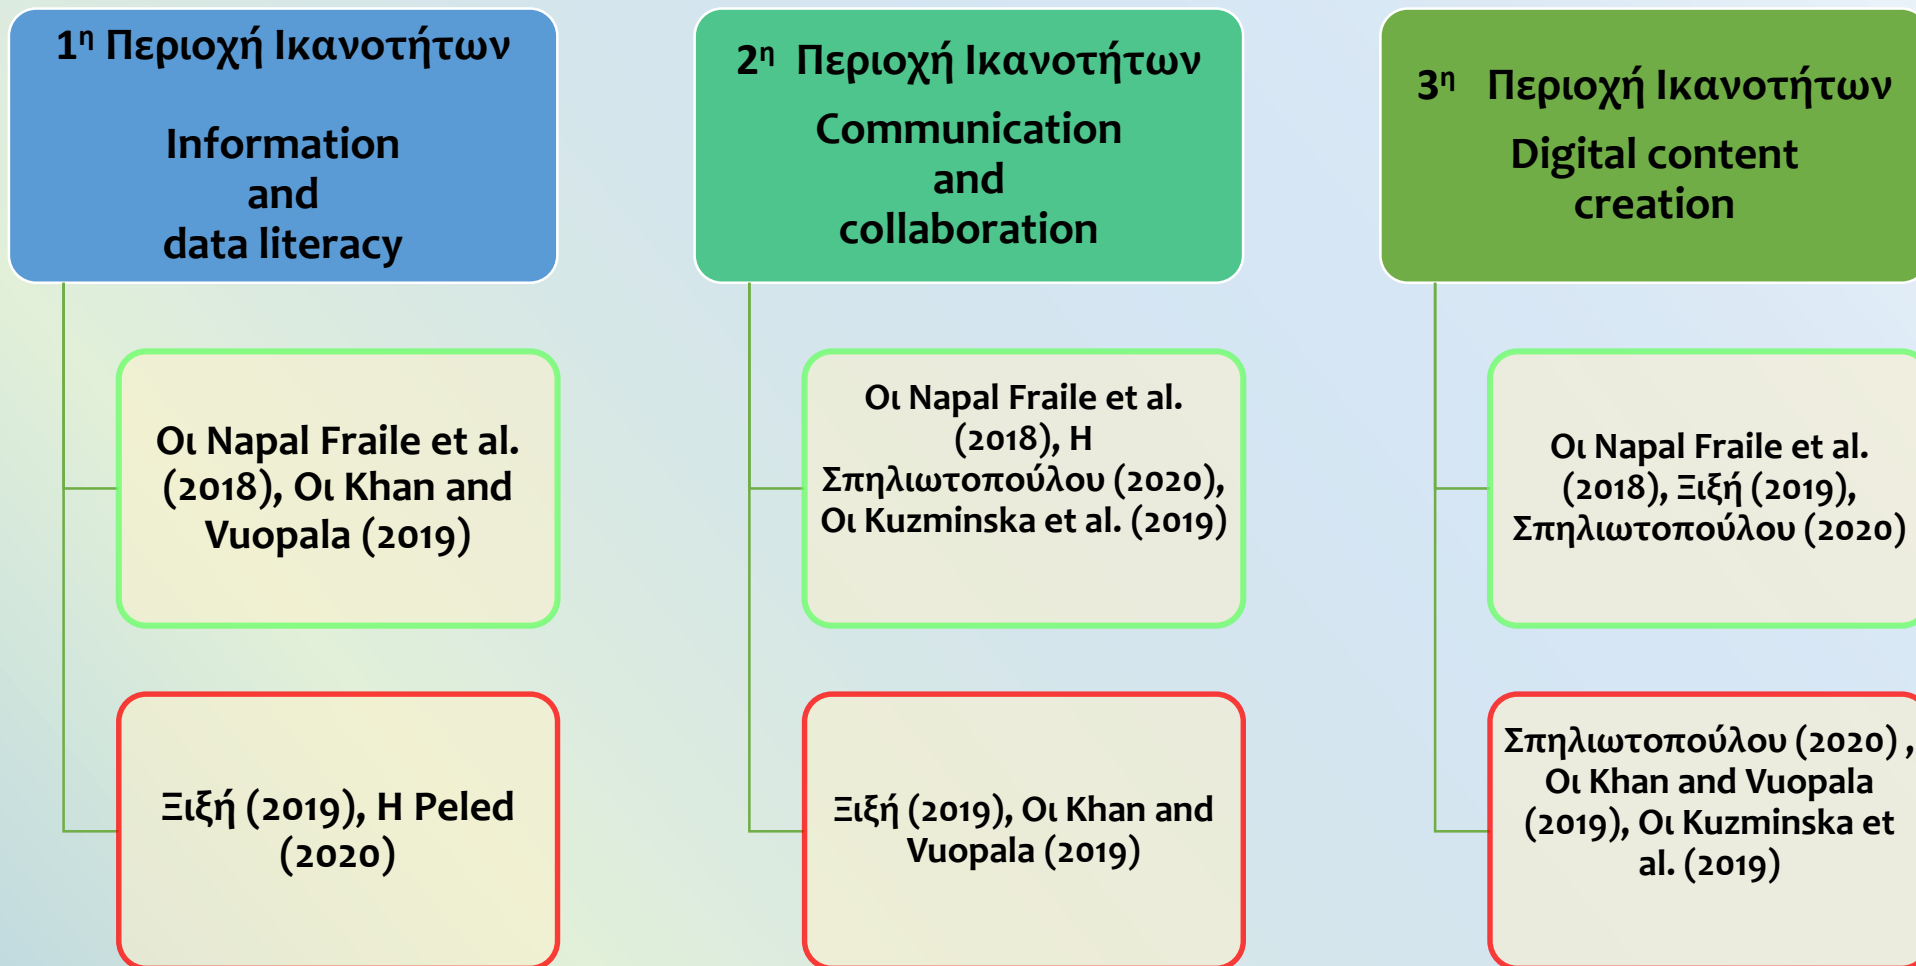 1η Περιοχή Ικανοτήτων
Information
and
data literacy
Οι Napal Fraile et al.
(2018), Οι Khan and
Vuopala (2019)
Ξιξή (2019), Η Peled
(2020)
2η Περιοχή Ικανοτήτων
Communication
and
collaboration
Οι Napal Fraile et al.
(2018), Η
Σπηλιωτοπούλου (2020),
Οι Kuzminska et al. (2019)
Ξιξή (2019), Οι Khan and
Vuopala (2019)
3η Περιοχή Ικανοτήτων
Digital content
creation
Οι Napal Fraile et al.
(2018), Ξιξή (2019),
Σπηλιωτοπούλου (2020)
Σπηλιωτοπούλου (2020) ,
Οι Khan and Vuopala
(2019), Οι Kuzminska et
al. (2019)